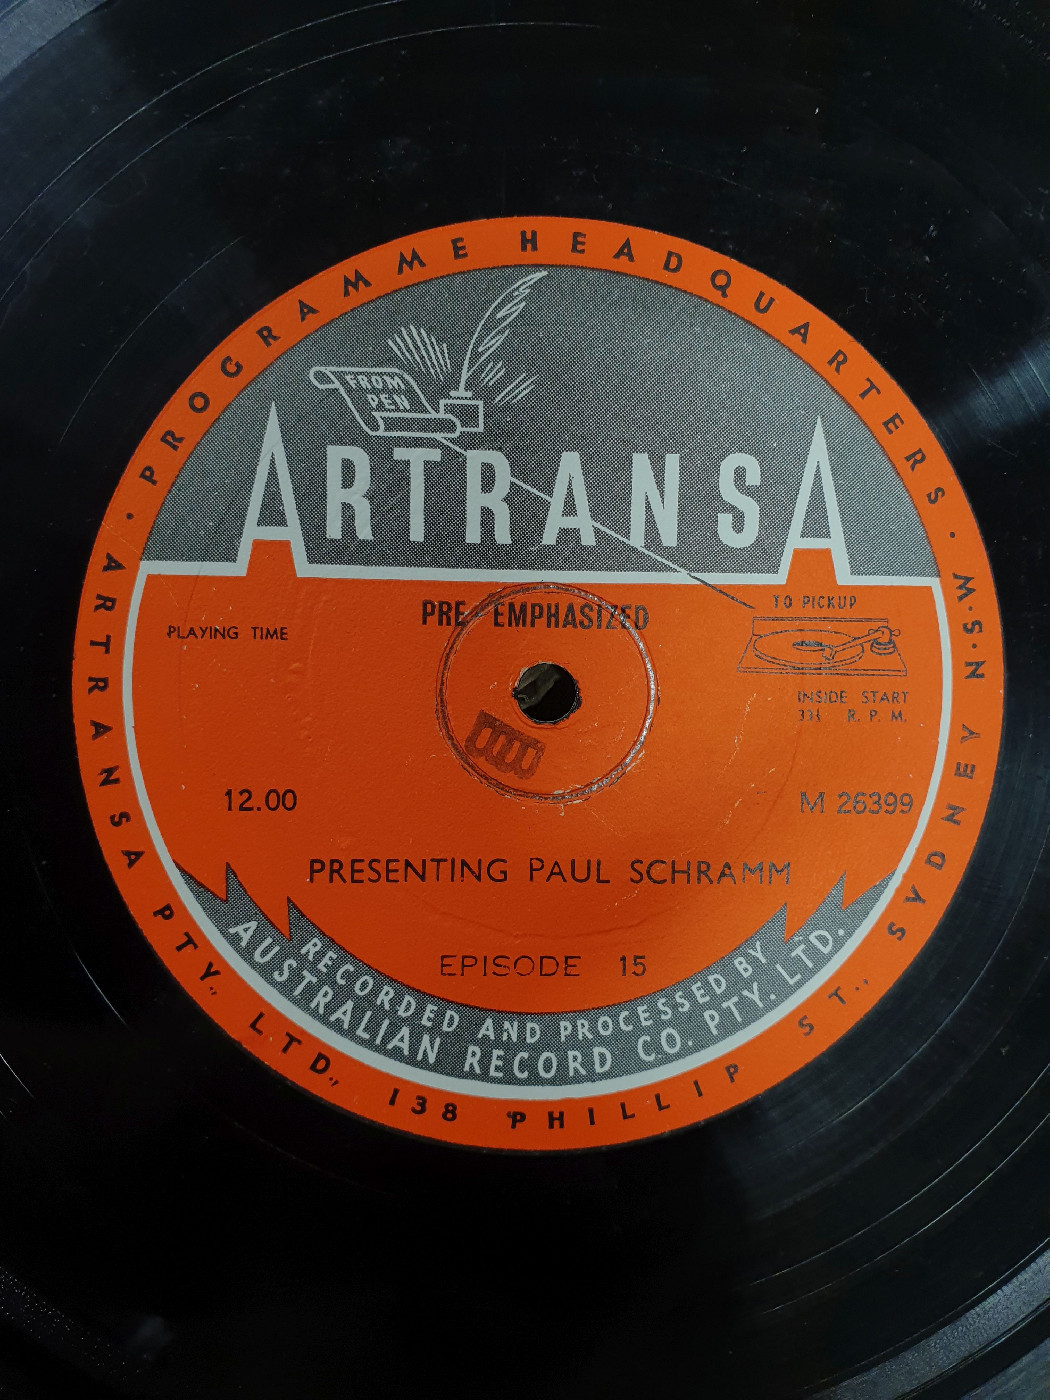 PROGRAMME HEADQUARTERS
FROM
PEN
ARTRANSA
PRE-EMPHASIZED
TO PICKUP
PLAYING TIME
INSIDE START
33⅓ R.P.M.
12.00
M 26399
PRESENTING PAUL SCHRAMM
EPISODE 15
RECORDED AND PROCESSED BY
AUSTRALIAN RECORD CO. PTY. LTD.
· ARTRANSA PTY., LTD., 138 PHILLIP ST., SYDNEY N·S·W·